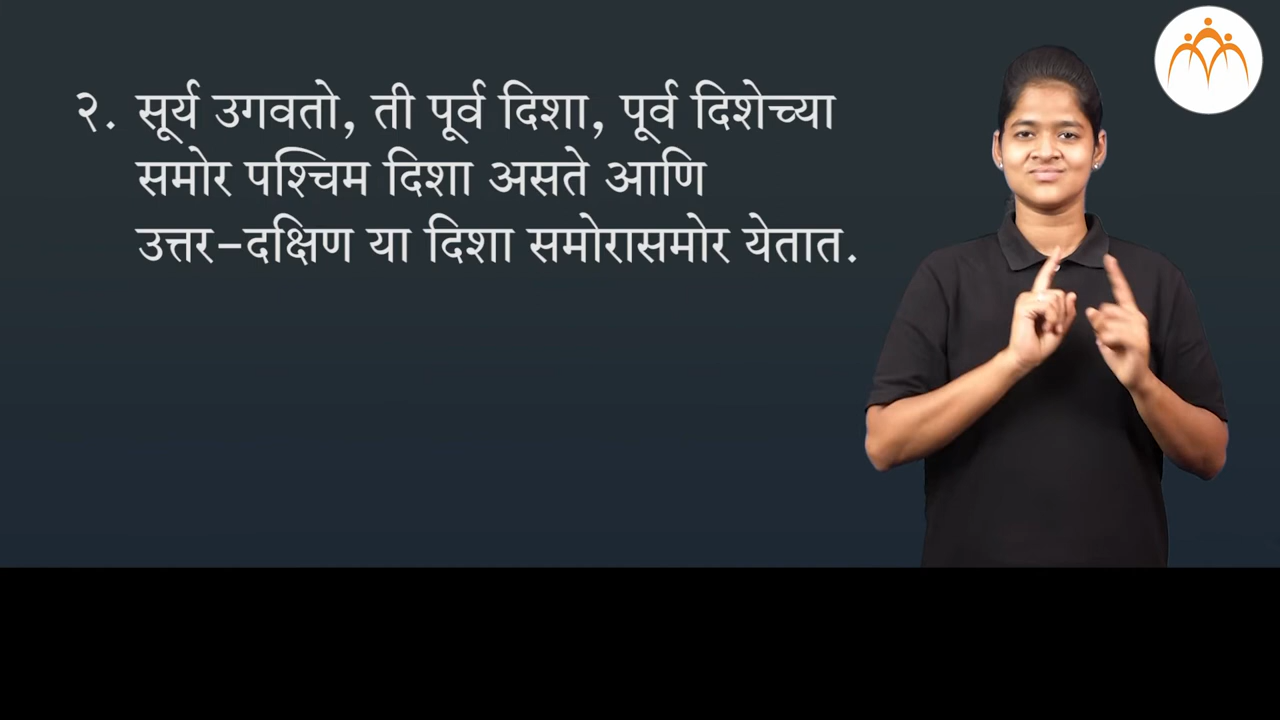 २. सूर्य उगवतो, ती पूर्व दिशा, पूर्व दिशेच्या
समोर पश्चिम दिशा असते आणि
उत्तर-दक्षिण या दिशा समोरासमोर येतात.